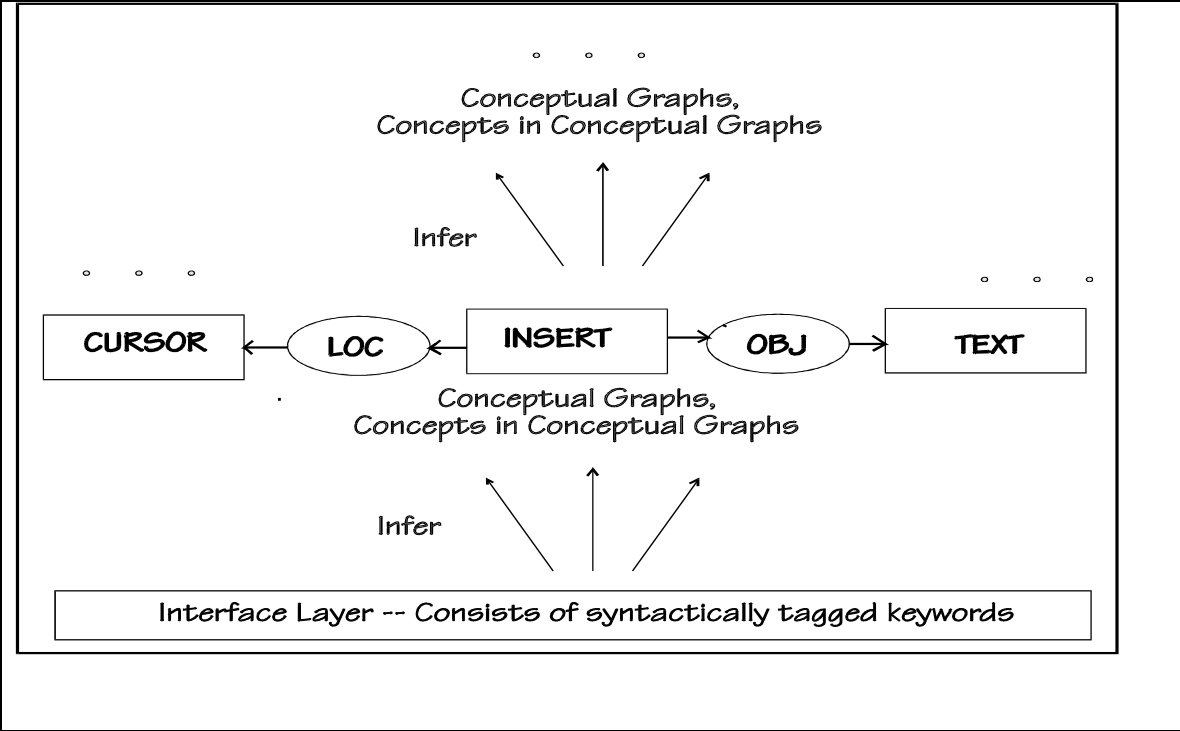 Conceptual Graphs,
Concepts in Conceptual Graphs
Infer
CURSOR LOC INSERT OBJ TEXT
Conceptual Graphs,
Concepts in Conceptual Graphs
Infer
Interface Layer -- Consists of syntactically tagged keywords